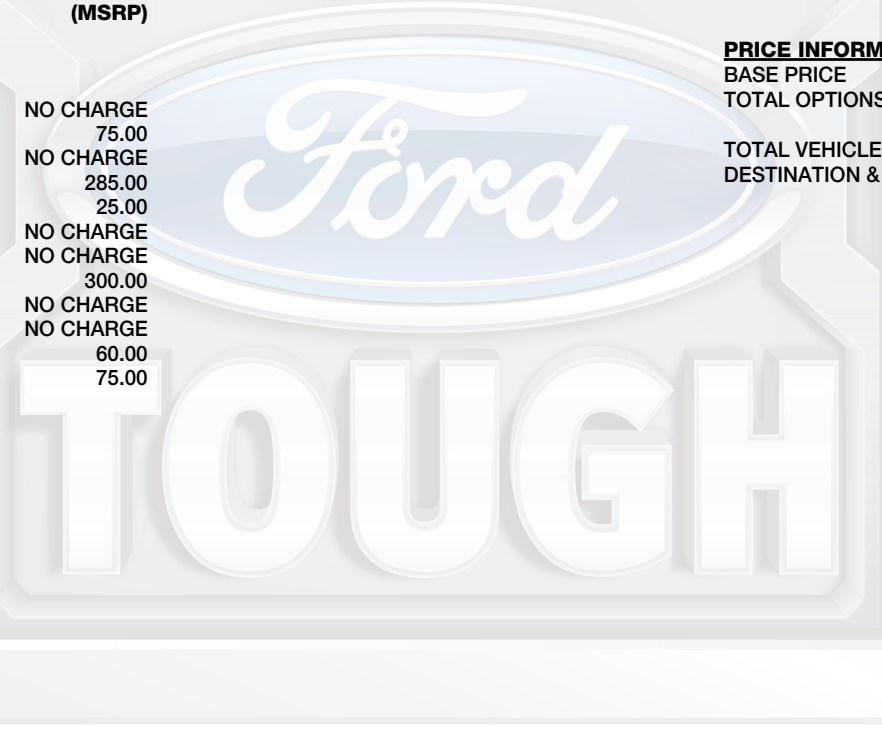 (MSRP)
NO CHARGE
75.00
NO CHARGE
285.00
25.00
NO CHARGE
NO CHARGE
300.00
NO CHARGE
NO CHARGE
60.00
75.00
PRICE INFORM
BASE PRICE
TOTAL OPTIONS
TOTAL VEHICLE
DESTINATION &
Ford
TOUGH